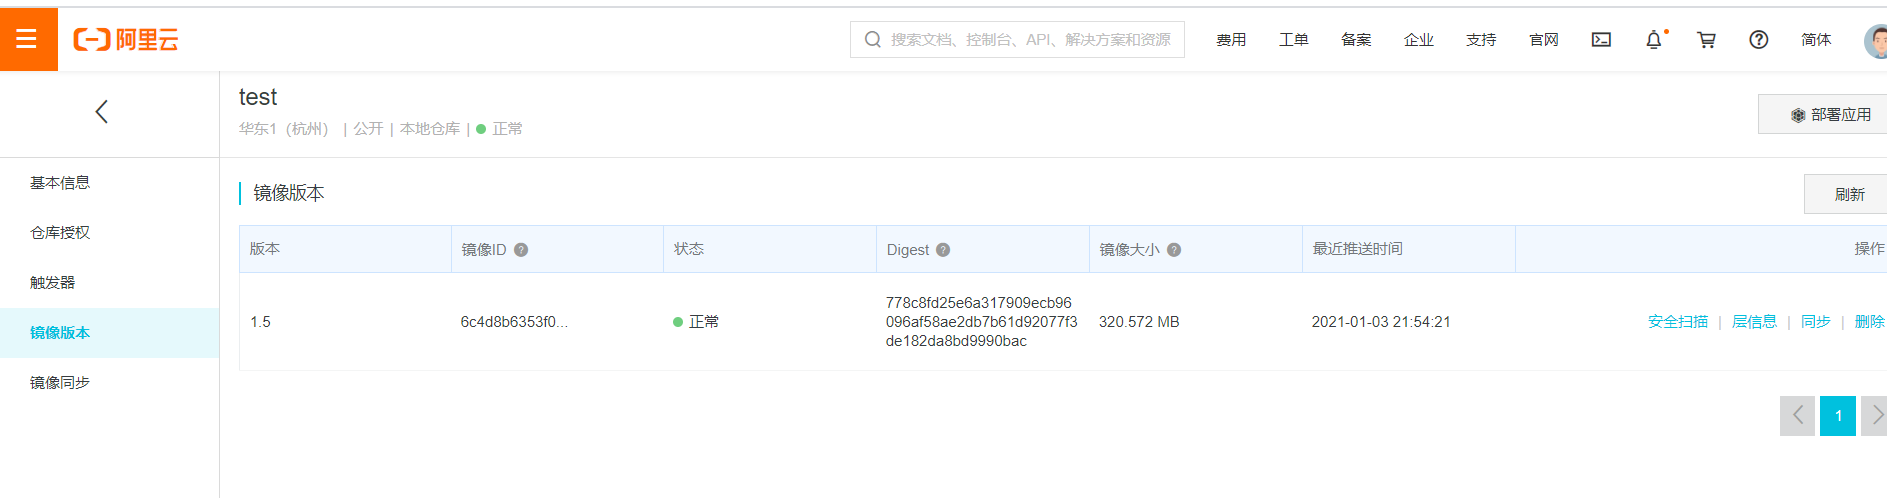 阿里云
搜索文档、控制台、API、解决方案和资源
费用 工单 备案 企业 支持 官网 简体
test
华东1（杭州） | 公开 | 本地仓库 | 正常
部署应用
基本信息
仓库授权
触发器
镜像版本
镜像同步
镜像版本
刷新
版本 镜像ID ? 状态 Digest ? 镜像大小 ? 最近推送时间 操作
1.5 6c4d8b6353f0... 正常 778c8fd25e6a317909ecb96
096af58ae2db7b61d92077f3
de182da8bd9990bac
320.572 MB 2021-01-03 21:54:21 安全扫描 | 层信息 | 同步 | 删除
1